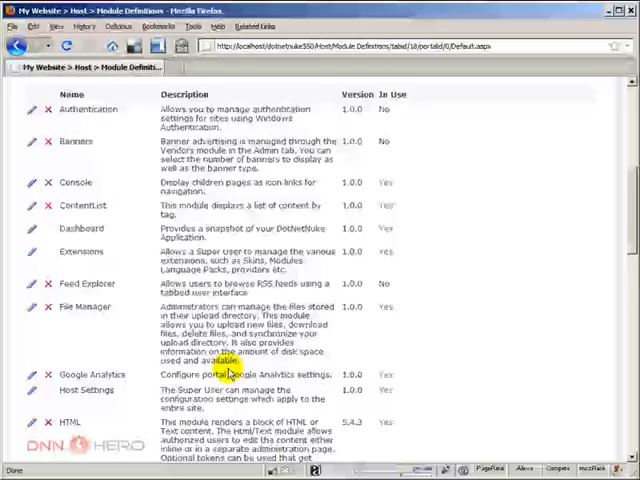 My Website > Host > Module Definitions - Mozilla Firefox
File Edit View History Delicious Bookmarks Tools Help Related Links
http://localhost/dotnetnuke550/Host/ModuleDefinitions/tabid/18/portalid/0/Default.aspx
My Website > Host > Module Definiti...
Name Description Version In Use
Authentication Allows you to manage authentication 1.0.0 No
settings for sites using Windows
Authentication.
Banners Banner advertising is managed through the 1.0.0 No
Vendors module in the Admin tab. You can
select the number of banners to display as
well as the banner type.
Console Display children pages as icon links for 1.0.0 Yes
navigation.
ContentList This module displays a list of content by 1.0.0 Yes
tag.
Dashboard Provides a snapshot of your DotNetNuke 1.0.0 Yes
Application.
Extensions Allows a Super User to manage the various 1.0.0 Yes
extensions, such as Skins, Modules
Language Packs, providers etc.
Feed Explorer Allows users to browse RSS feeds using a 1.0.0 No
tabbed user interface
File Manager Administrators can manage the files stored 1.0.0 Yes
in their upload directory. This module
allows you to upload new files, download
files, delete files, and synchronize your
upload directory. It also provides
information on the amount of disk space
used and available.
Google Analytics Configure portal Google Analytics settings. 1.0.0 Yes
Host Settings The Super User can manage the 1.0.0 Yes
configuration settings which apply to the
entire site.
HTML This module renders a block of HTML or 5.4.3 Yes
Text content. The Html/Text module allows
authorized users to edit the content either
inline or in a separate administration page.
Optional tokens can be used that get
DNN HERO
Done PageRank Alexa Compete mozRank